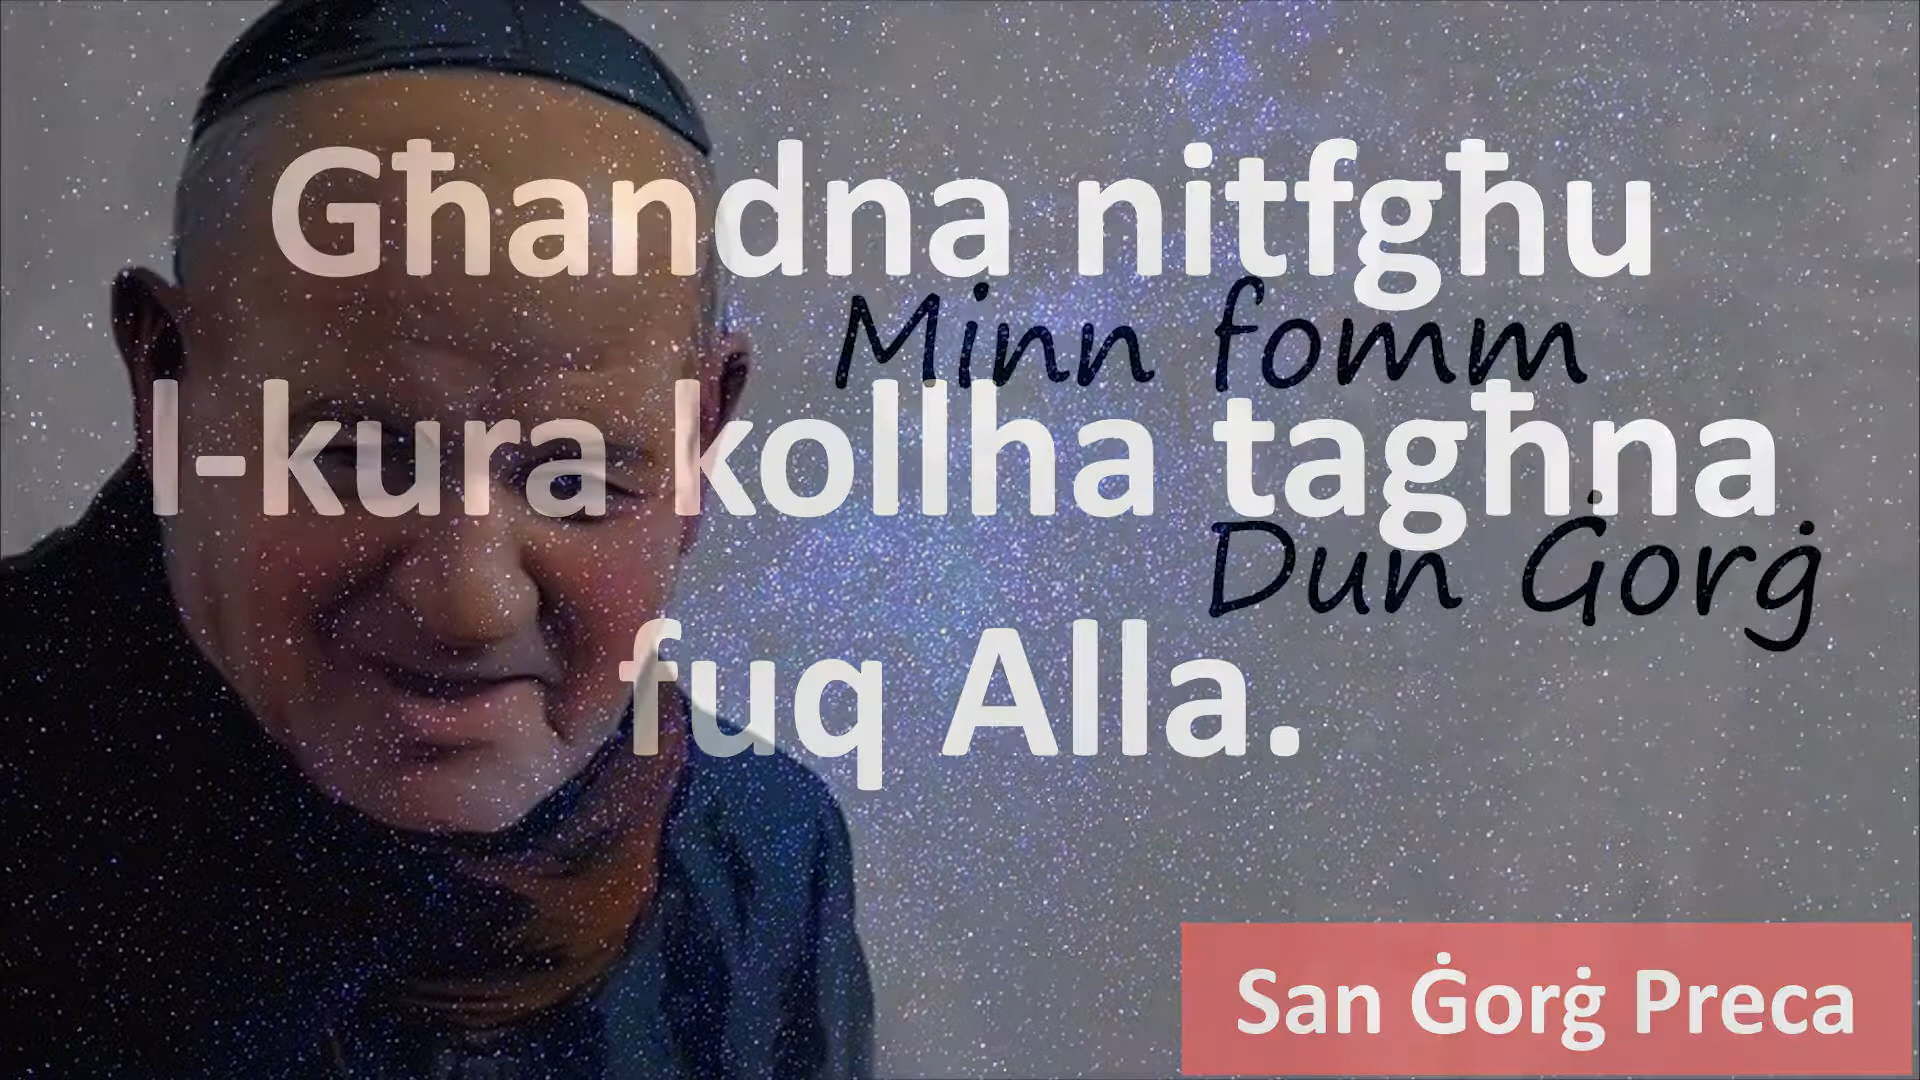 Għandna nitfgħu
Minn fomm
l-kura kollha tagħna
Dun Ġorġ
fuq Alla.
San Ġorġ Preca